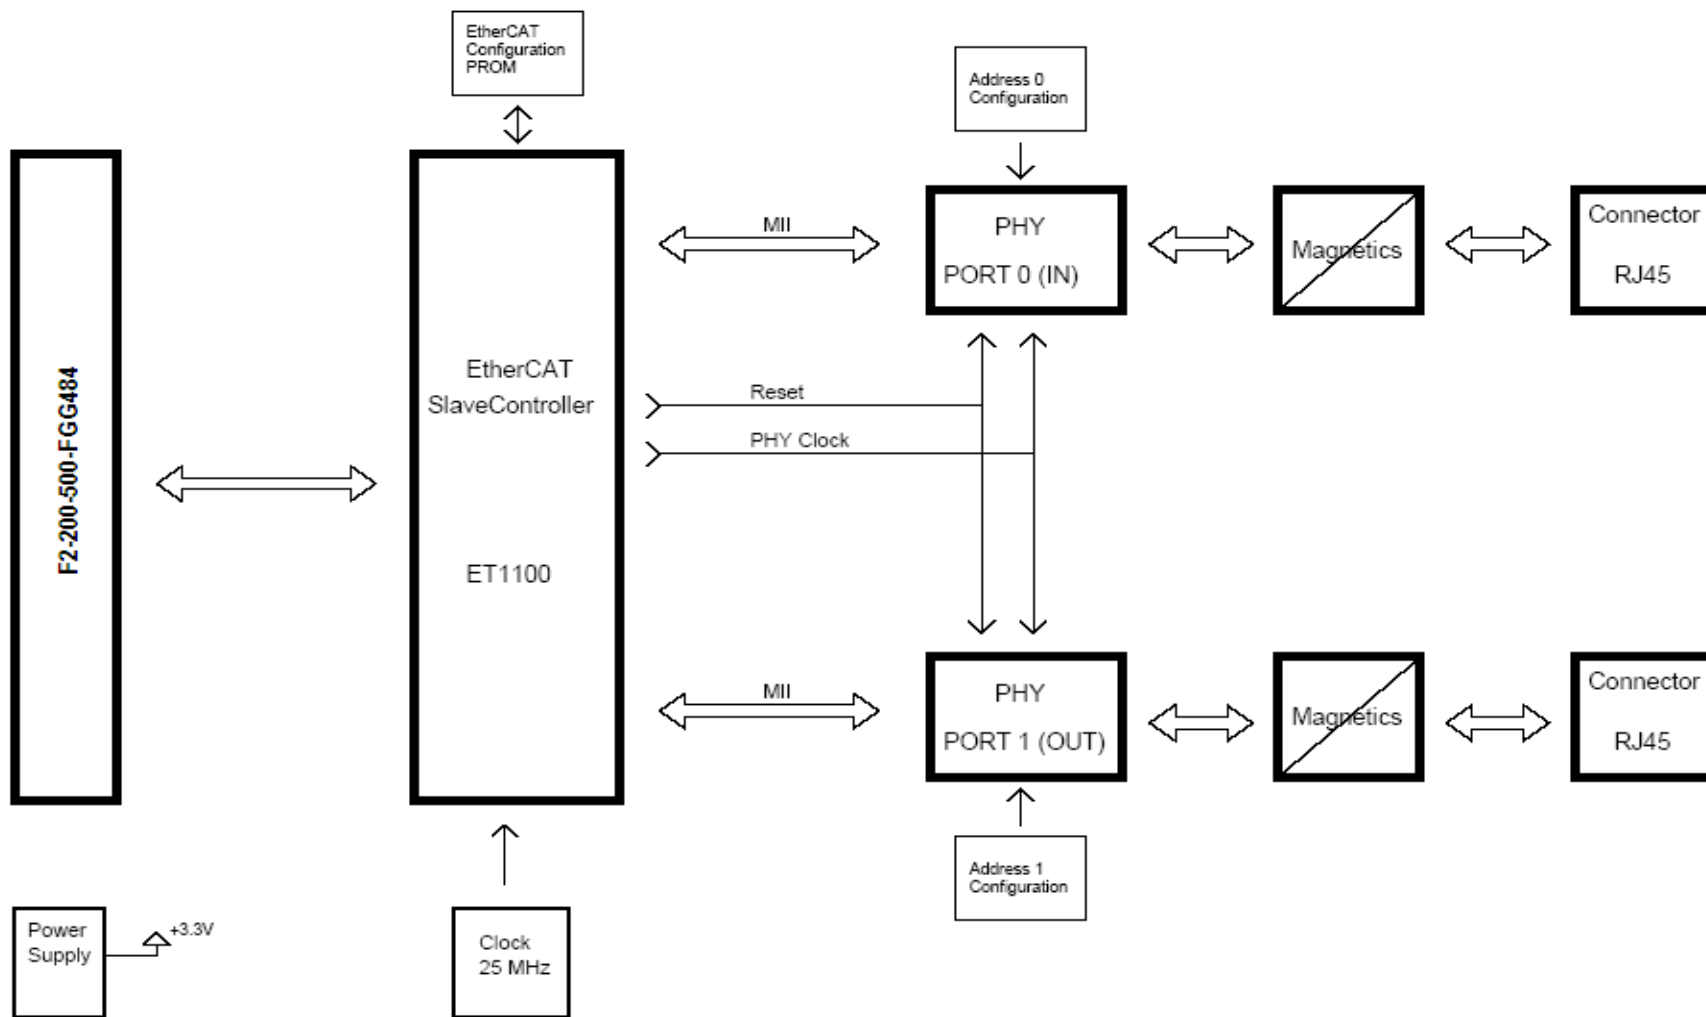 EtherCAT
Configuration
PROM
Address 0
Configuration
F2-200-500-FGG484
EtherCAT
SlaveController
ET1100
MII
PHY
PORT 0 (IN)
Magnetics
Connector
RJ45
Reset
PHY Clock
MII
PHY
PORT 1 (OUT)
Magnetics
Connector
RJ45
Address 1
Configuration
Power
Supply
+3.3V
Clock
25 MHz